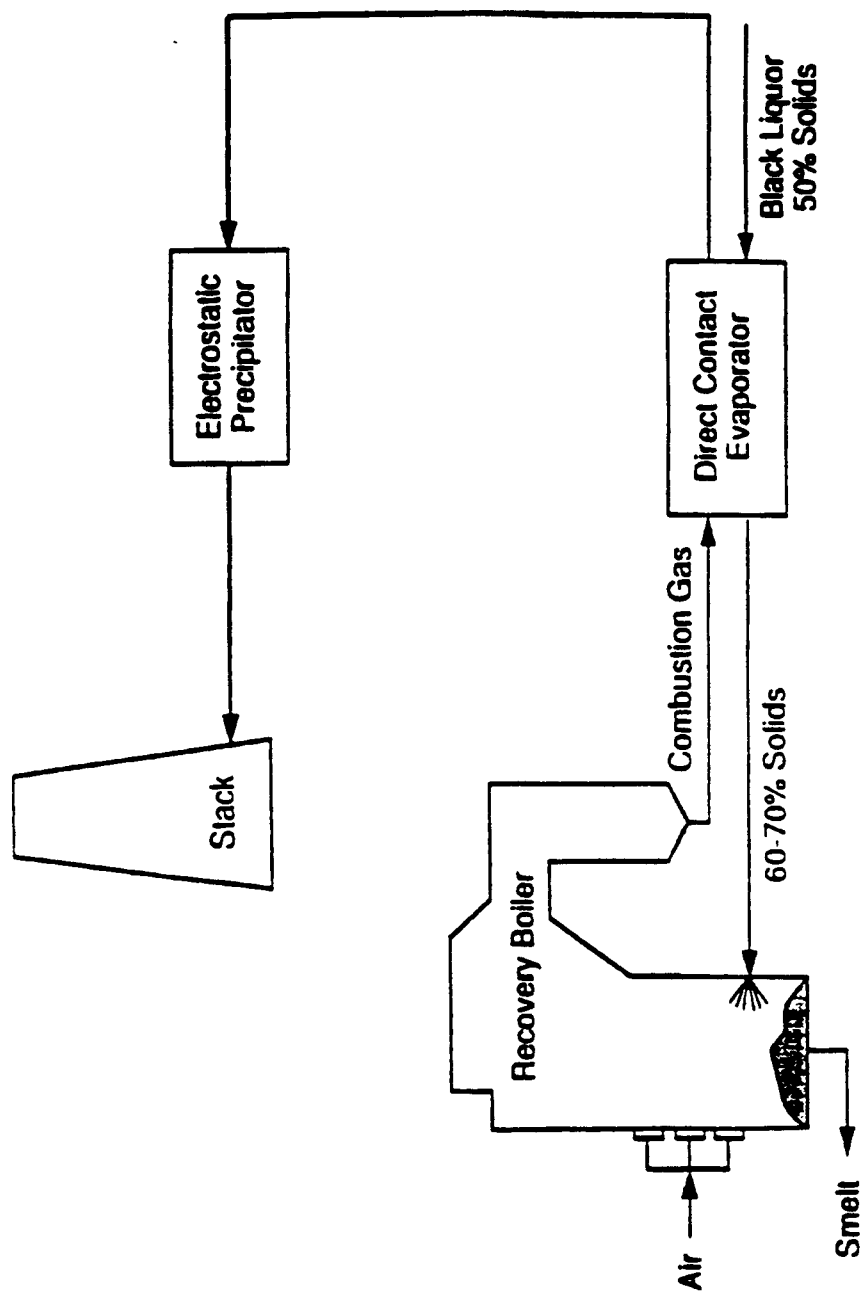 Stack
Electrostatic
Precipitator
Recovery Boiler
Combustion Gas
Direct Contact
Evaporator
Air
60-70% Solids
Black Liquor
50% Solids
Smelt